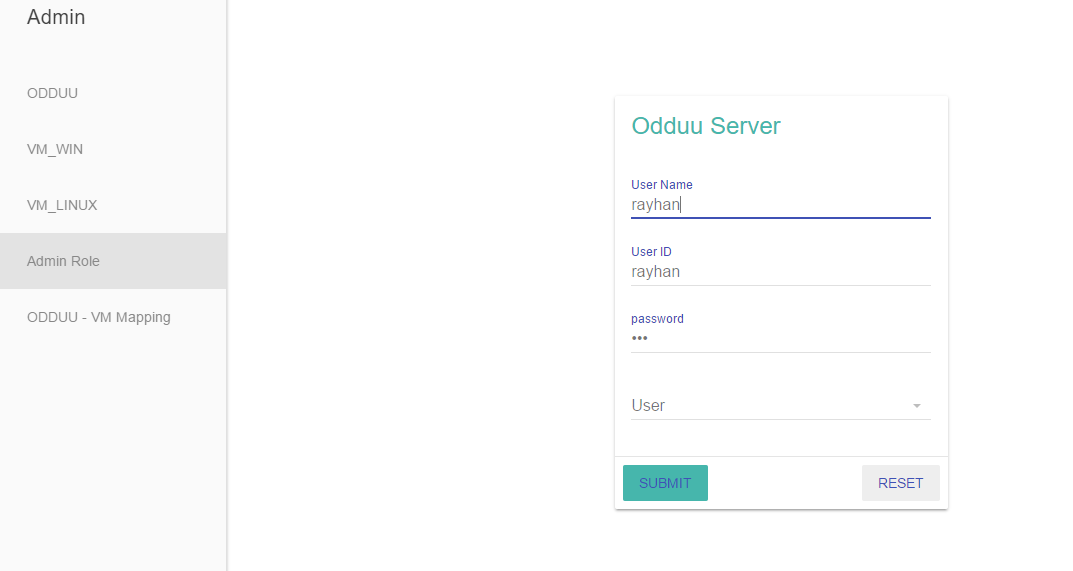 Admin
ODDUU
VM_WIN
VM_LINUX
Admin Role
ODDUU - VM Mapping
Odduu Server
User Name
rayhan
User ID
rayhan
password
•••
User
SUBMIT
RESET